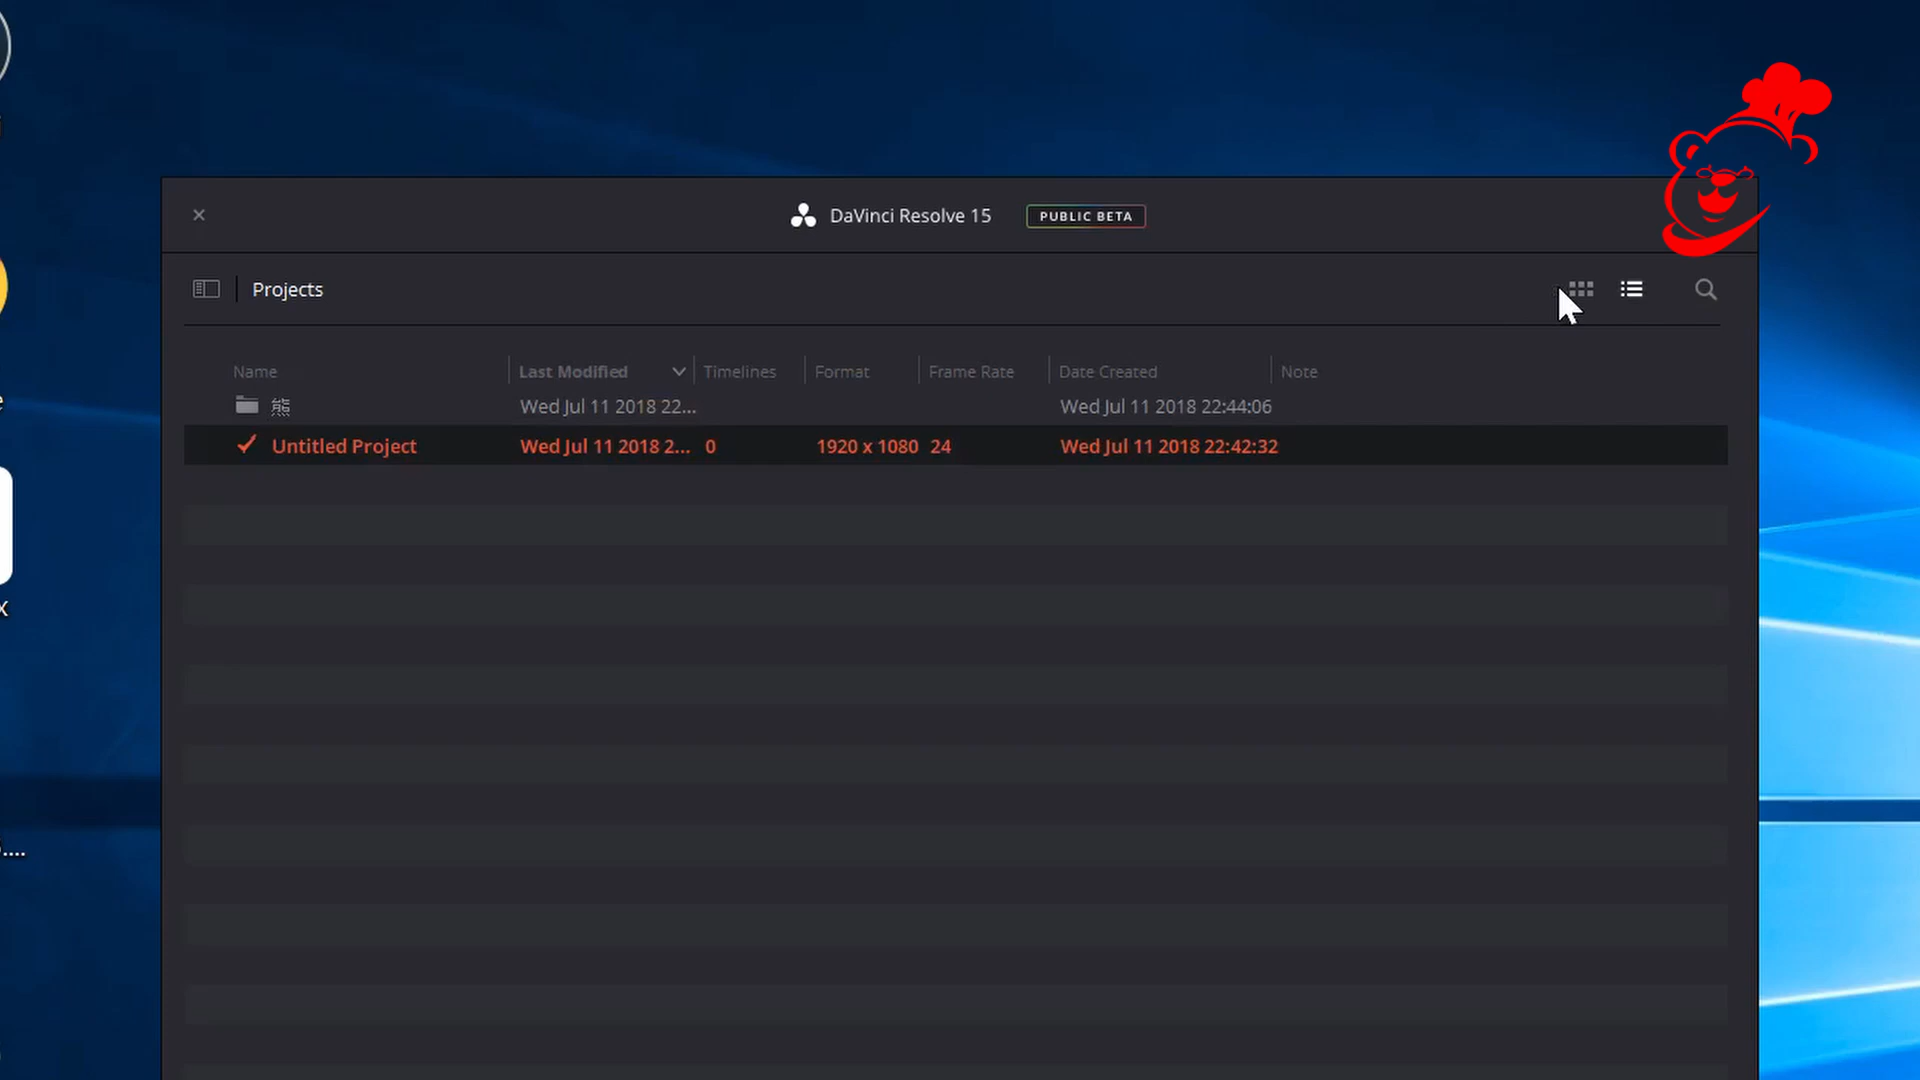 DaVinci Resolve 15 PUBLIC BETA
Projects
Name Last Modified Timelines Format Frame Rate Date Created Note
熊 Wed Jul 11 2018 22... Wed Jul 11 2018 22:44:06
Untitled Project Wed Jul 11 2018 2... 0 1920 x 1080 24 Wed Jul 11 2018 22:42:32